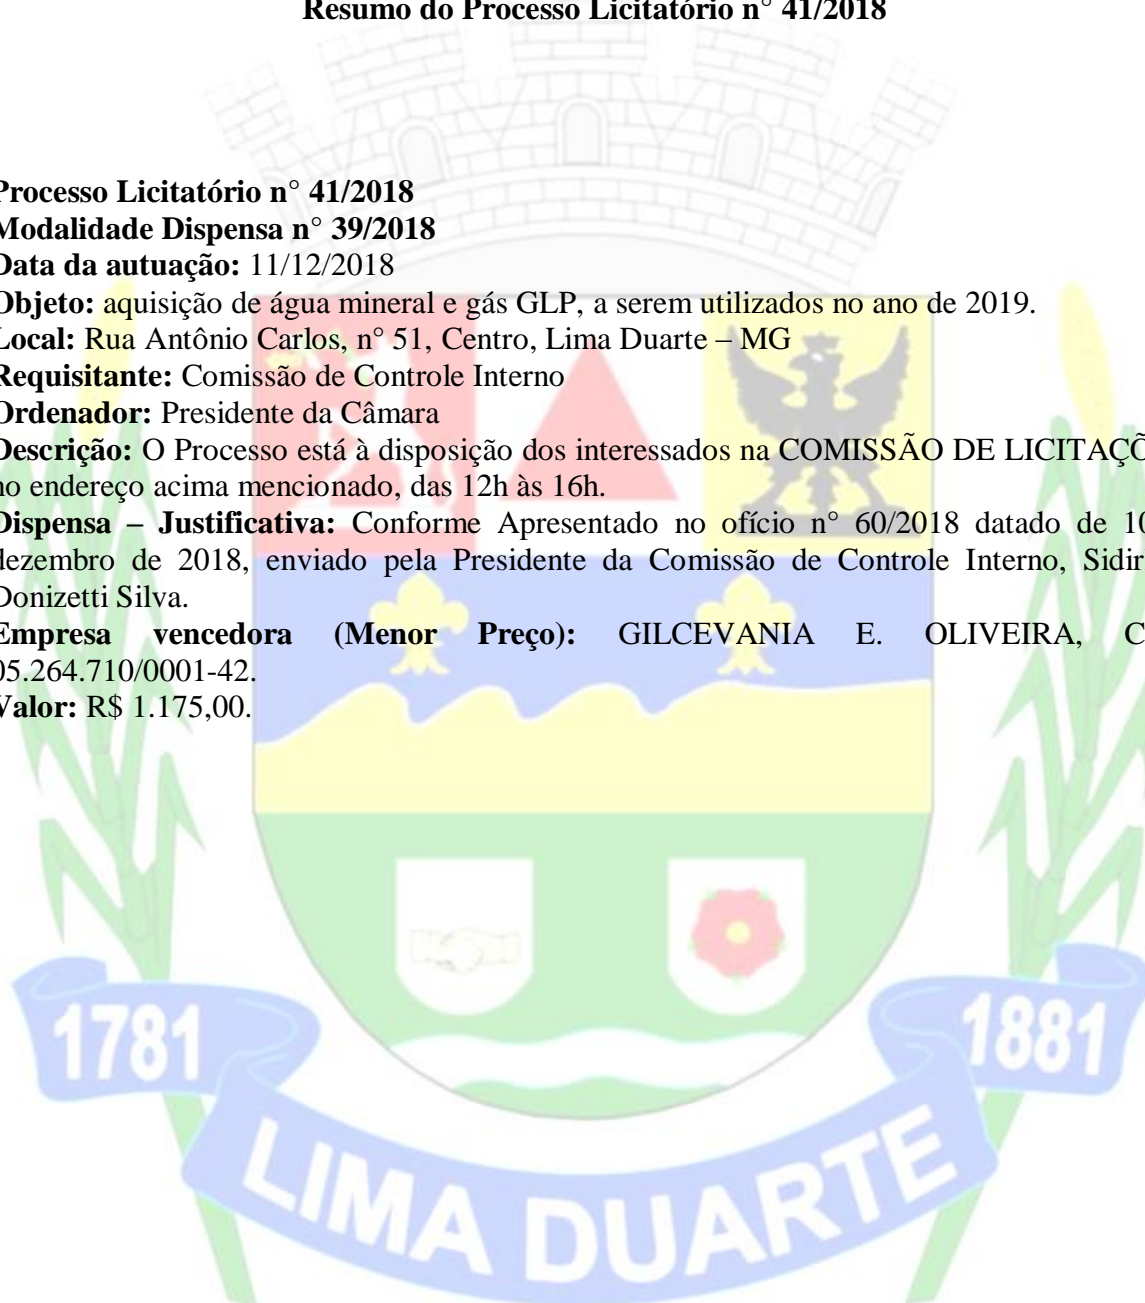 Resumo do Processo Licitatório n° 41/2018
Processo Licitatório n° 41/2018
Modalidade Dispensa n° 39/2018
Data da autuação: 11/12/2018
Objeto: aquisição de água mineral e gás GLP, a serem utilizados no ano de 2019.
Local: Rua Antônio Carlos, n° 51, Centro, Lima Duarte – MG
Requisitante: Comissão de Controle Interno
Ordenador: Presidente da Câmara
Descrição: O Processo está à disposição dos interessados na COMISSÃO DE
no endereço acima mencionado, das 12h às 16h.
Dispensa – Justificativa: Conforme Apresentado no ofício n° 60/2018 datado de 10
dezembro de 2018, enviado pela Presidente da Comissão de Controle Interno,
Donizetti Silva.
Empresa vencedora (Menor Preço): GILCEVANIA E. OLIVEIRA,
05.264.710/0001-42.
Valor: R$ 1.175,00.
1781
1881
LIMA DUARTE